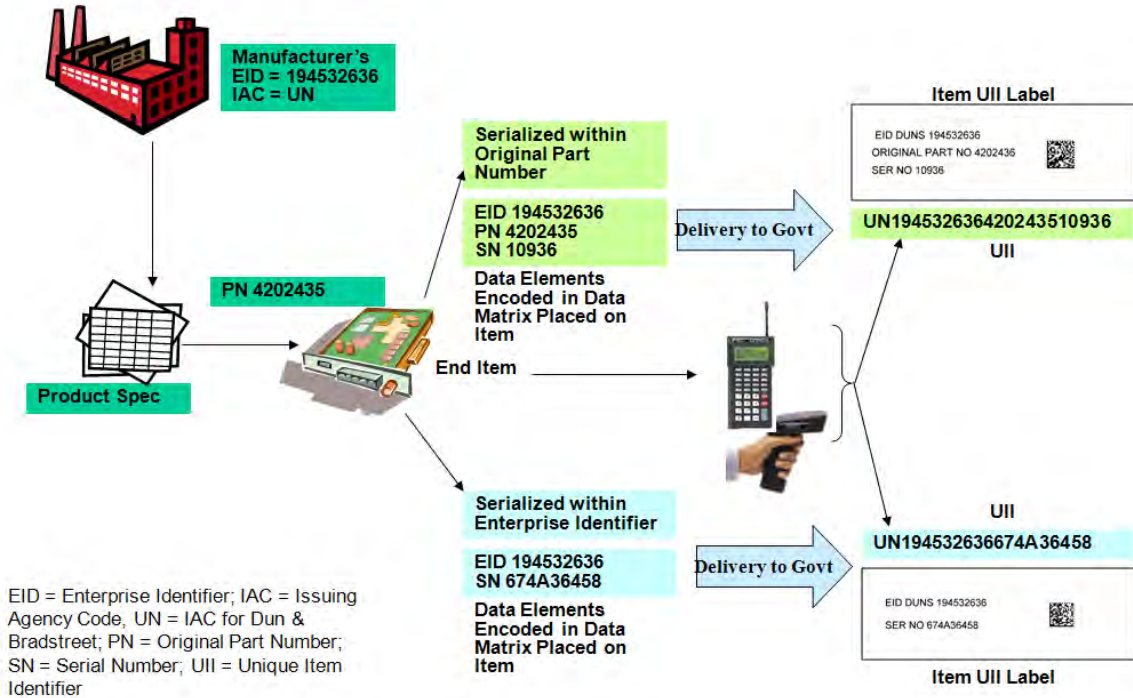 Manufacturer's
EID = 194532636
IAC = UN
PN 4202435
Product Spec
End Item
Serialized within
Original Part
Number
EID 194532636
PN 4202435
SN 10936
Data Elements
Encoded in Data
Matrix Placed on
Item
Delivery to Govt
Item UII Label
EID DUNS 194532636
ORIGINAL PART NO 4202436
SER NO 10936
UN194532636420243510936
UII
Serialized within
Enterprise Identifier
EID 194532636
SN 674A36458
Data Elements
Encoded in Data
Matrix Placed on
Item
Delivery to Govt
UII
UN194532636674A36458
EID DUNS 194532636
SER NO 674A36458
Item UII Label
EID = Enterprise Identifier; IAC = Issuing
Agency Code, UN = IAC for Dun &
Bradstreet; PN = Original Part Number;
SN = Serial Number; UII = Unique Item
Identifier